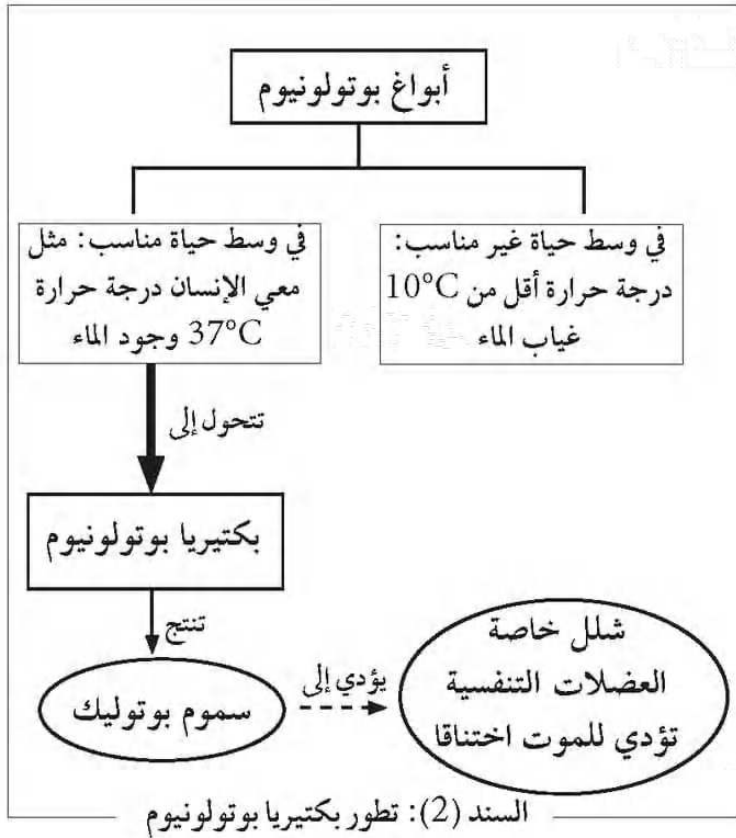 أبواغ بوتولونيوم
في وسط حياة مناسب: مثل
معي الإنسان درجة حرارة
37°C وجود الماء
في وسط حياة غير مناسب:
درجة حرارة أقل من 10°C
غياب الماء
تتحول إلى
بكتيريا بوتولونيوم
تنتج
سموم بوتوليك
يؤدي إلى
شلل خاصة
العضلات التنفسية
تؤدي للموت اختناقا
السند (2): تطور بكتيريا بوتولونيوم